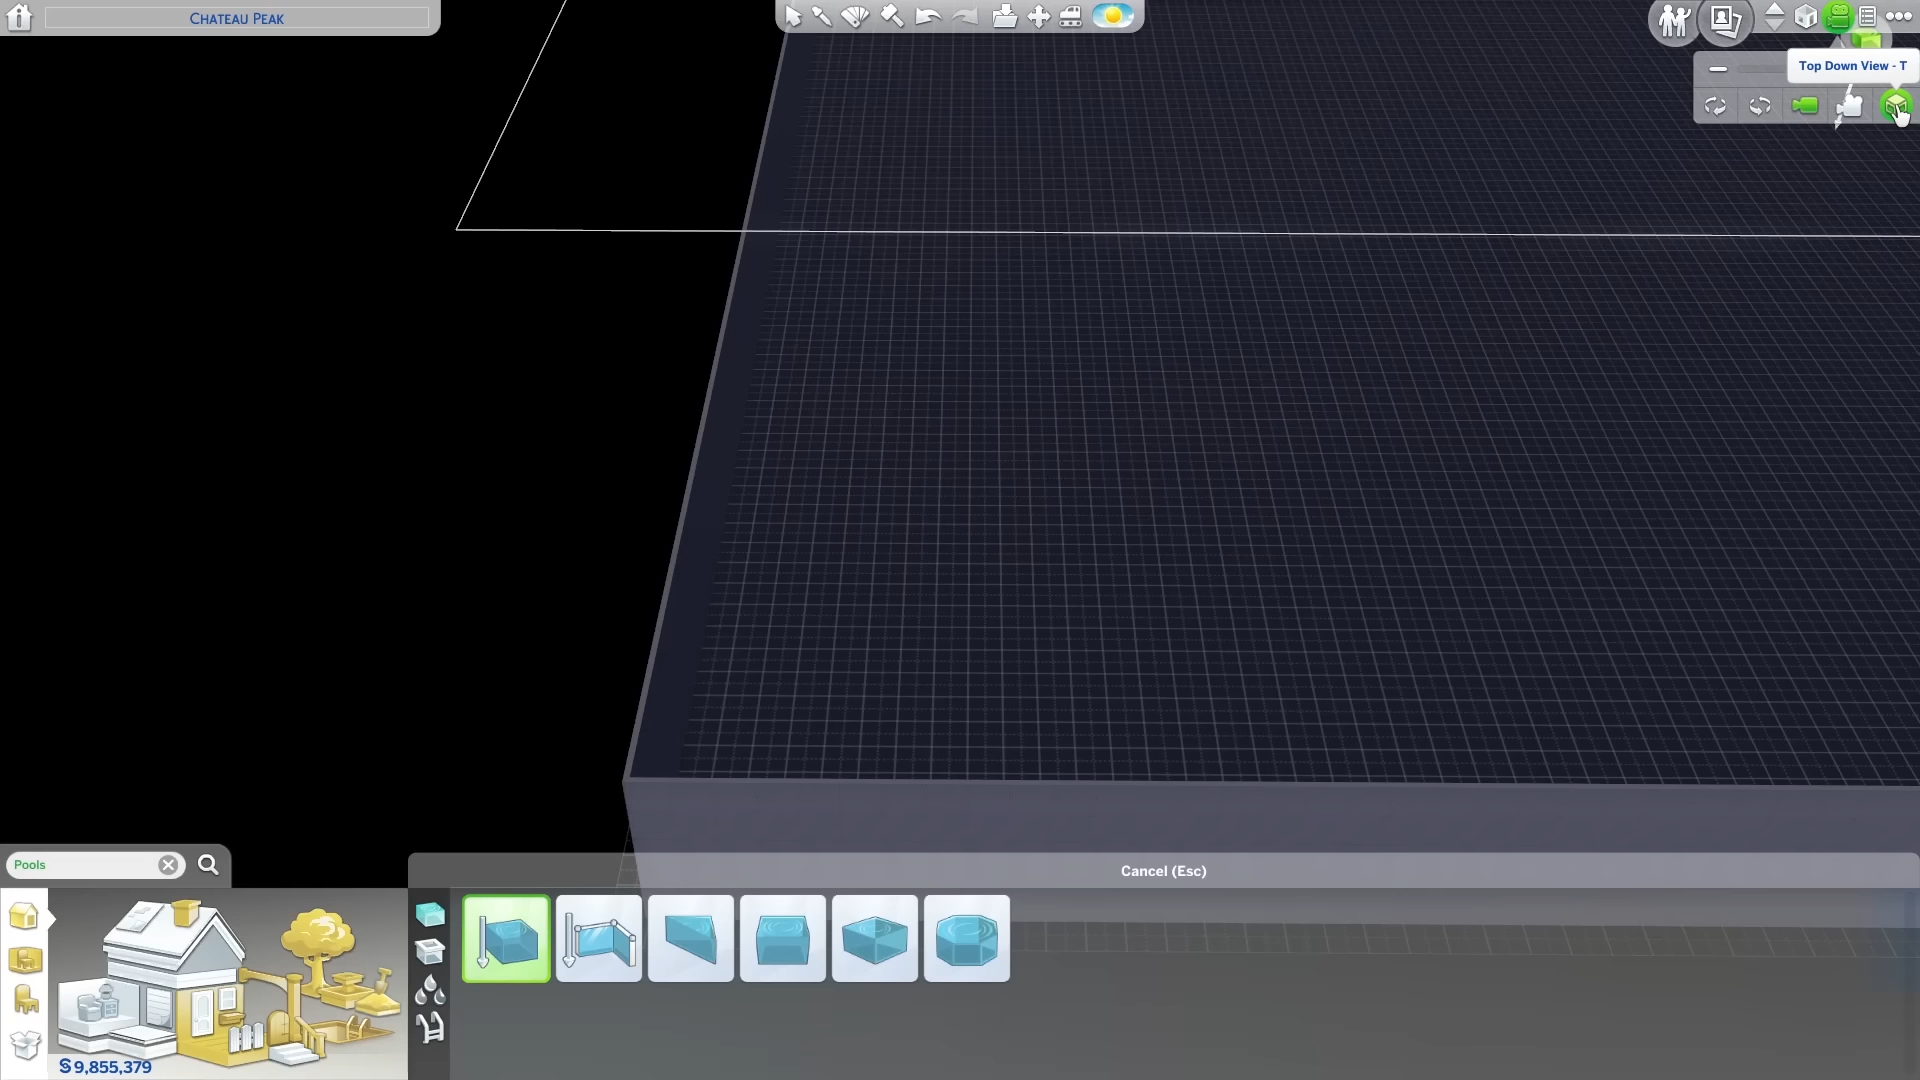 CHATEAU PEAK
Top Down View - T
Pools
Cancel (Esc)
§9,855,379